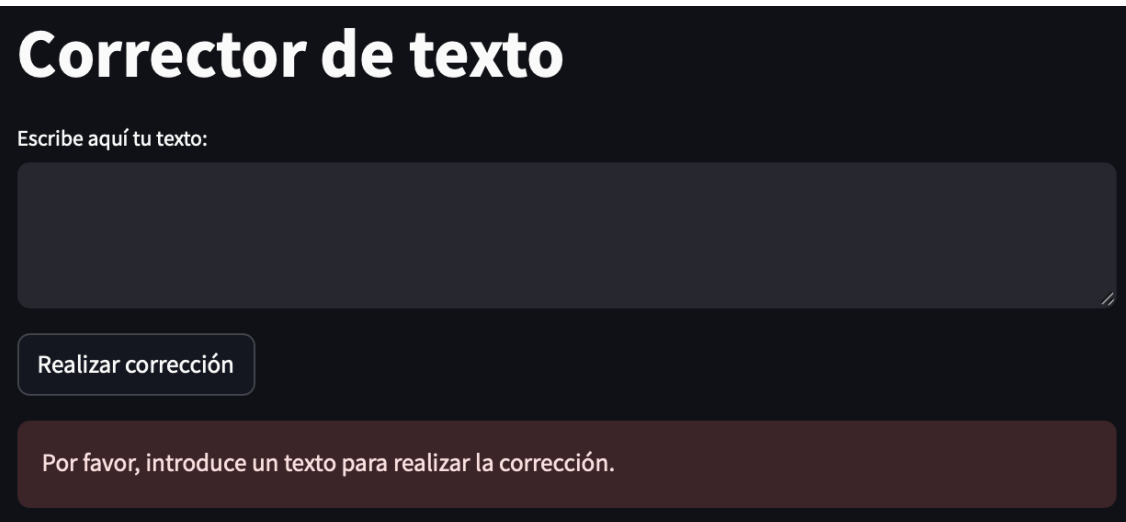 Corrector de texto
Escribe aquí tu texto:
Realizar corrección
Por favor, introduce un texto para realizar la corrección.